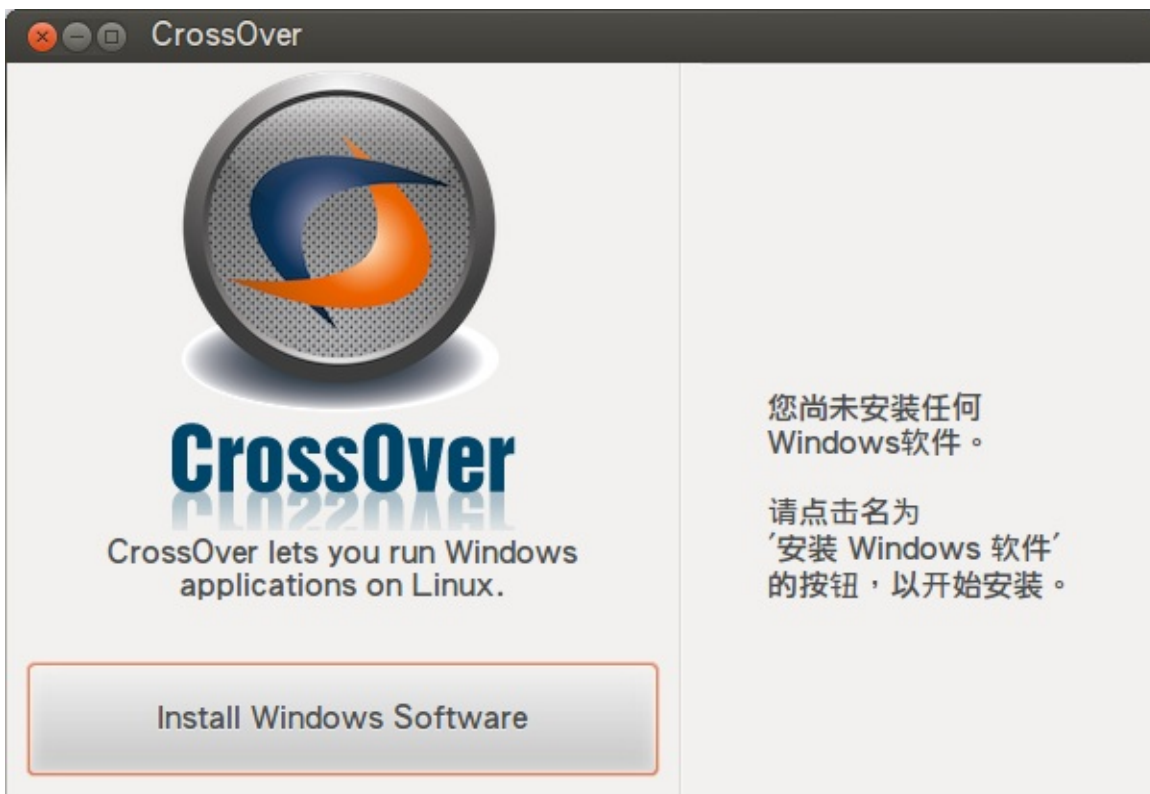 CrossOver
CrossOver
CrossOver lets you run Windows
applications on Linux.
Install Windows Software
您尚未安装任何
Windows软件。
请点击名为
'安装 Windows 软件'
的按钮，以开始安装。